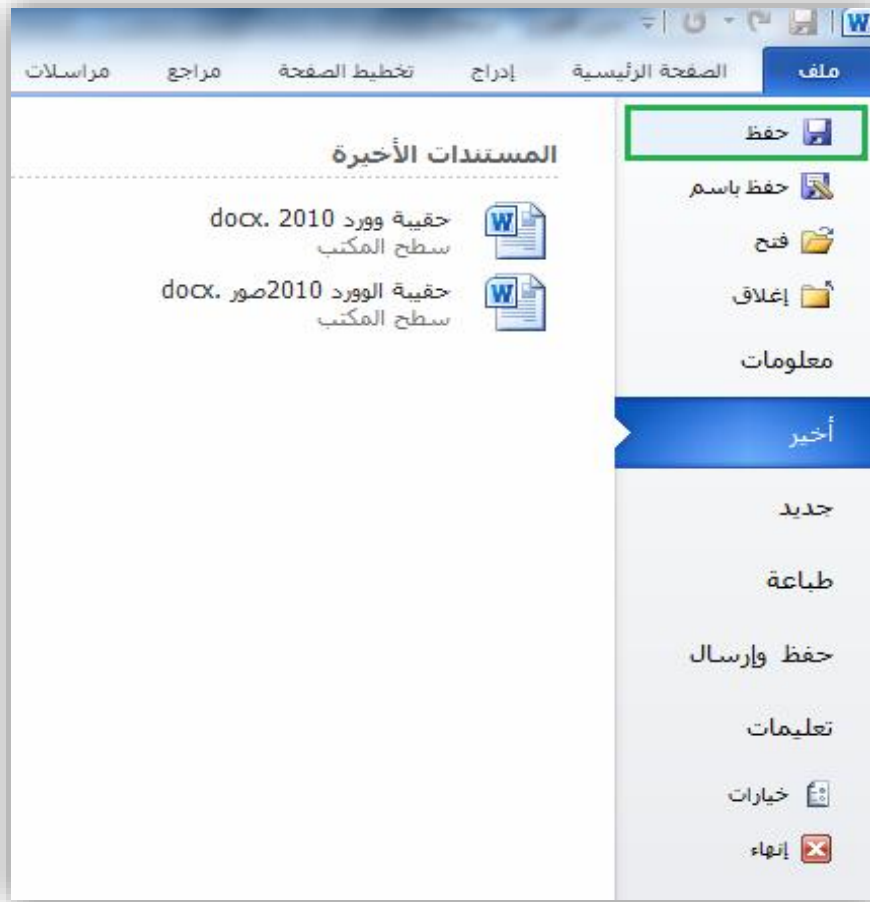 ملف الصفحة الرئيسية إدراج تخطيط الصفحة مراجع مراسلات
حفظ
حفظ باسم
فتح
إغلاق
معلومات
أخير
جديد
طباعة
حفظ وإرسال
تعليمات
خيارات
إنهاء
المستندات الأخيرة
حقيبة وورد 2010 .docx
سطح المكتب
حقيبة الوورد 2010صور .docx
سطح المكتب